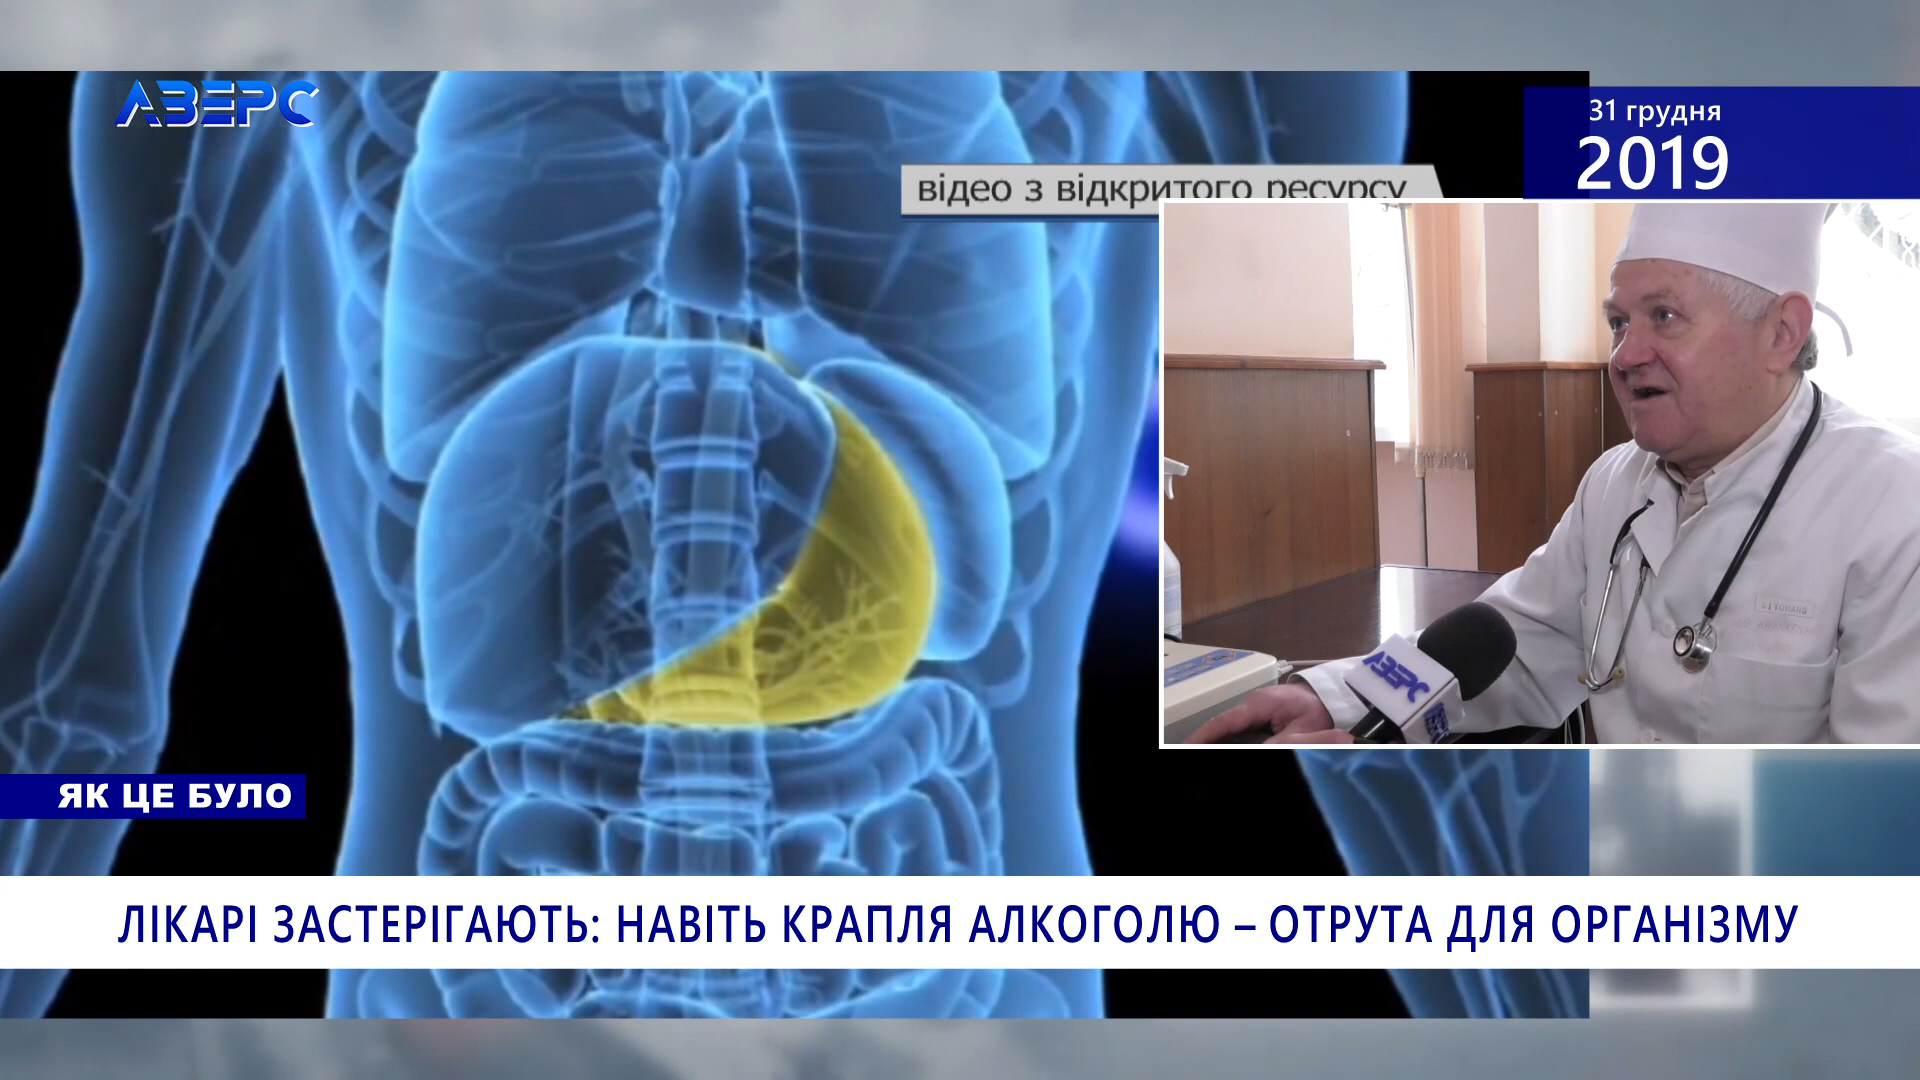 АВЕРС
31 грудня
2019
відео з відкритого ресурсу
АВЕРС
ЯК ЦЕ БУЛО
ЛІКАРІ ЗАСТЕРІГАЮТЬ: НАВІТЬ КРАПЛЯ АЛКОГОЛЮ – ОТРУТА ДЛЯ ОРГАНІЗМУ